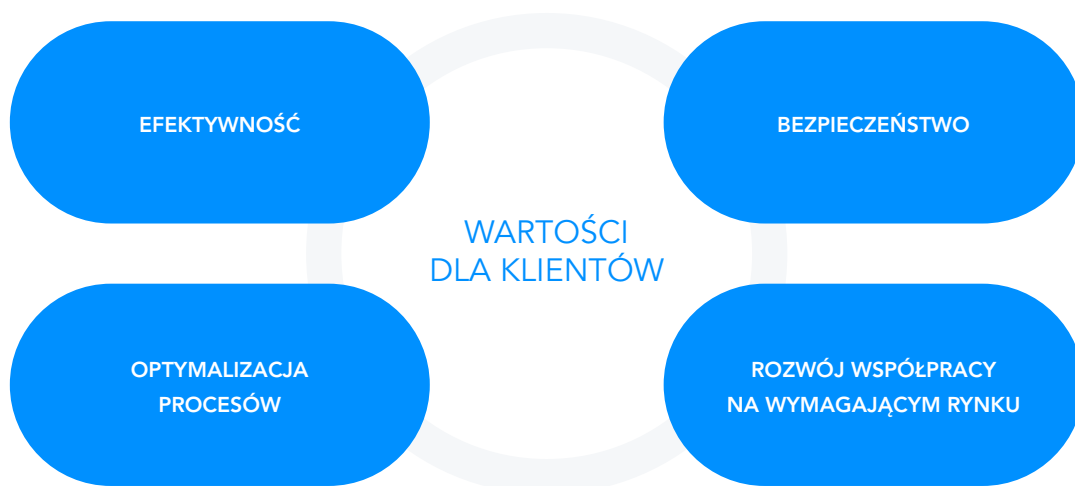 EFEKTYWNOŚĆ
BEZPIECZEŃSTWO
WARTOŚCI
DLA KLIENTÓW
OPTYMALIZACJA
PROCESÓW
ROZWÓJ WSPÓŁPRACY
NA WYMAGAJĄCYM RYNKU